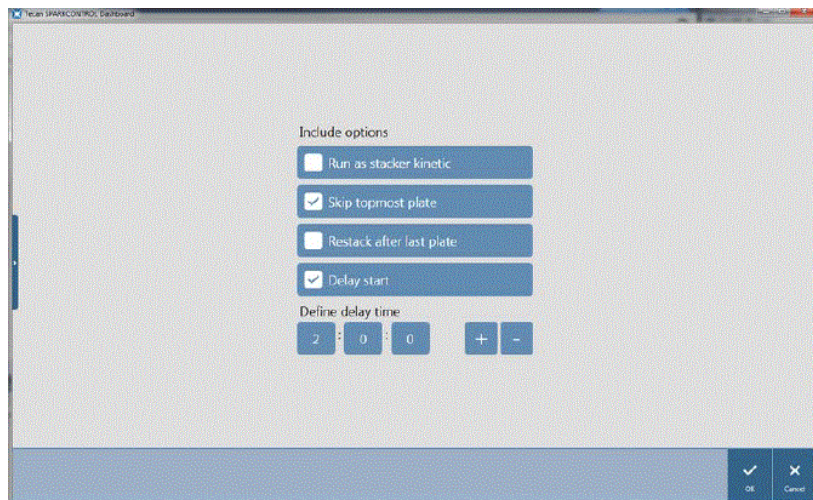 Tecan SPARKCONTROL Dashboard
Include options
Run as stacker kinetic
Skip topmost plate
Restack after last plate
Delay start
Define delay time
2 : 0 : 0 + -
OK Cancel